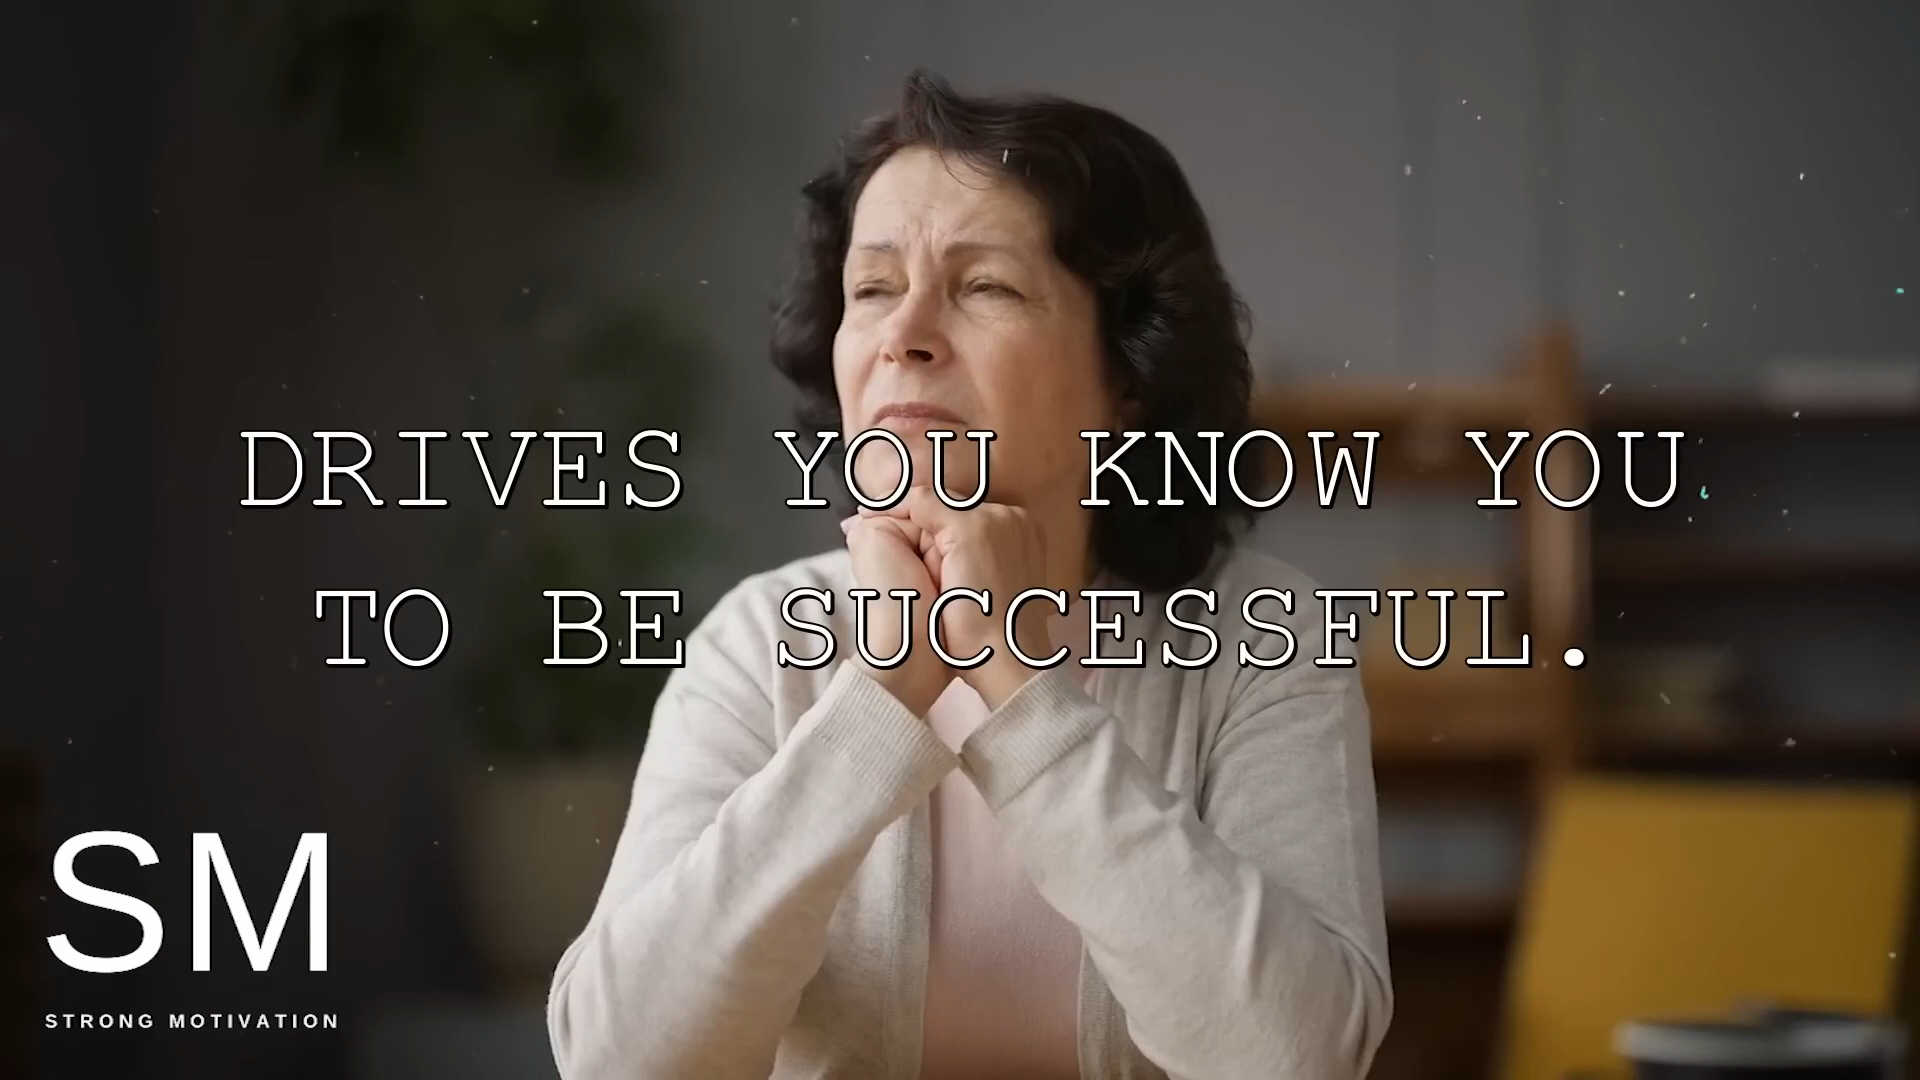 DRIVES YOU KNOW YOU
TO BE SUCCESSFUL.
SM
STRONG MOTIVATION